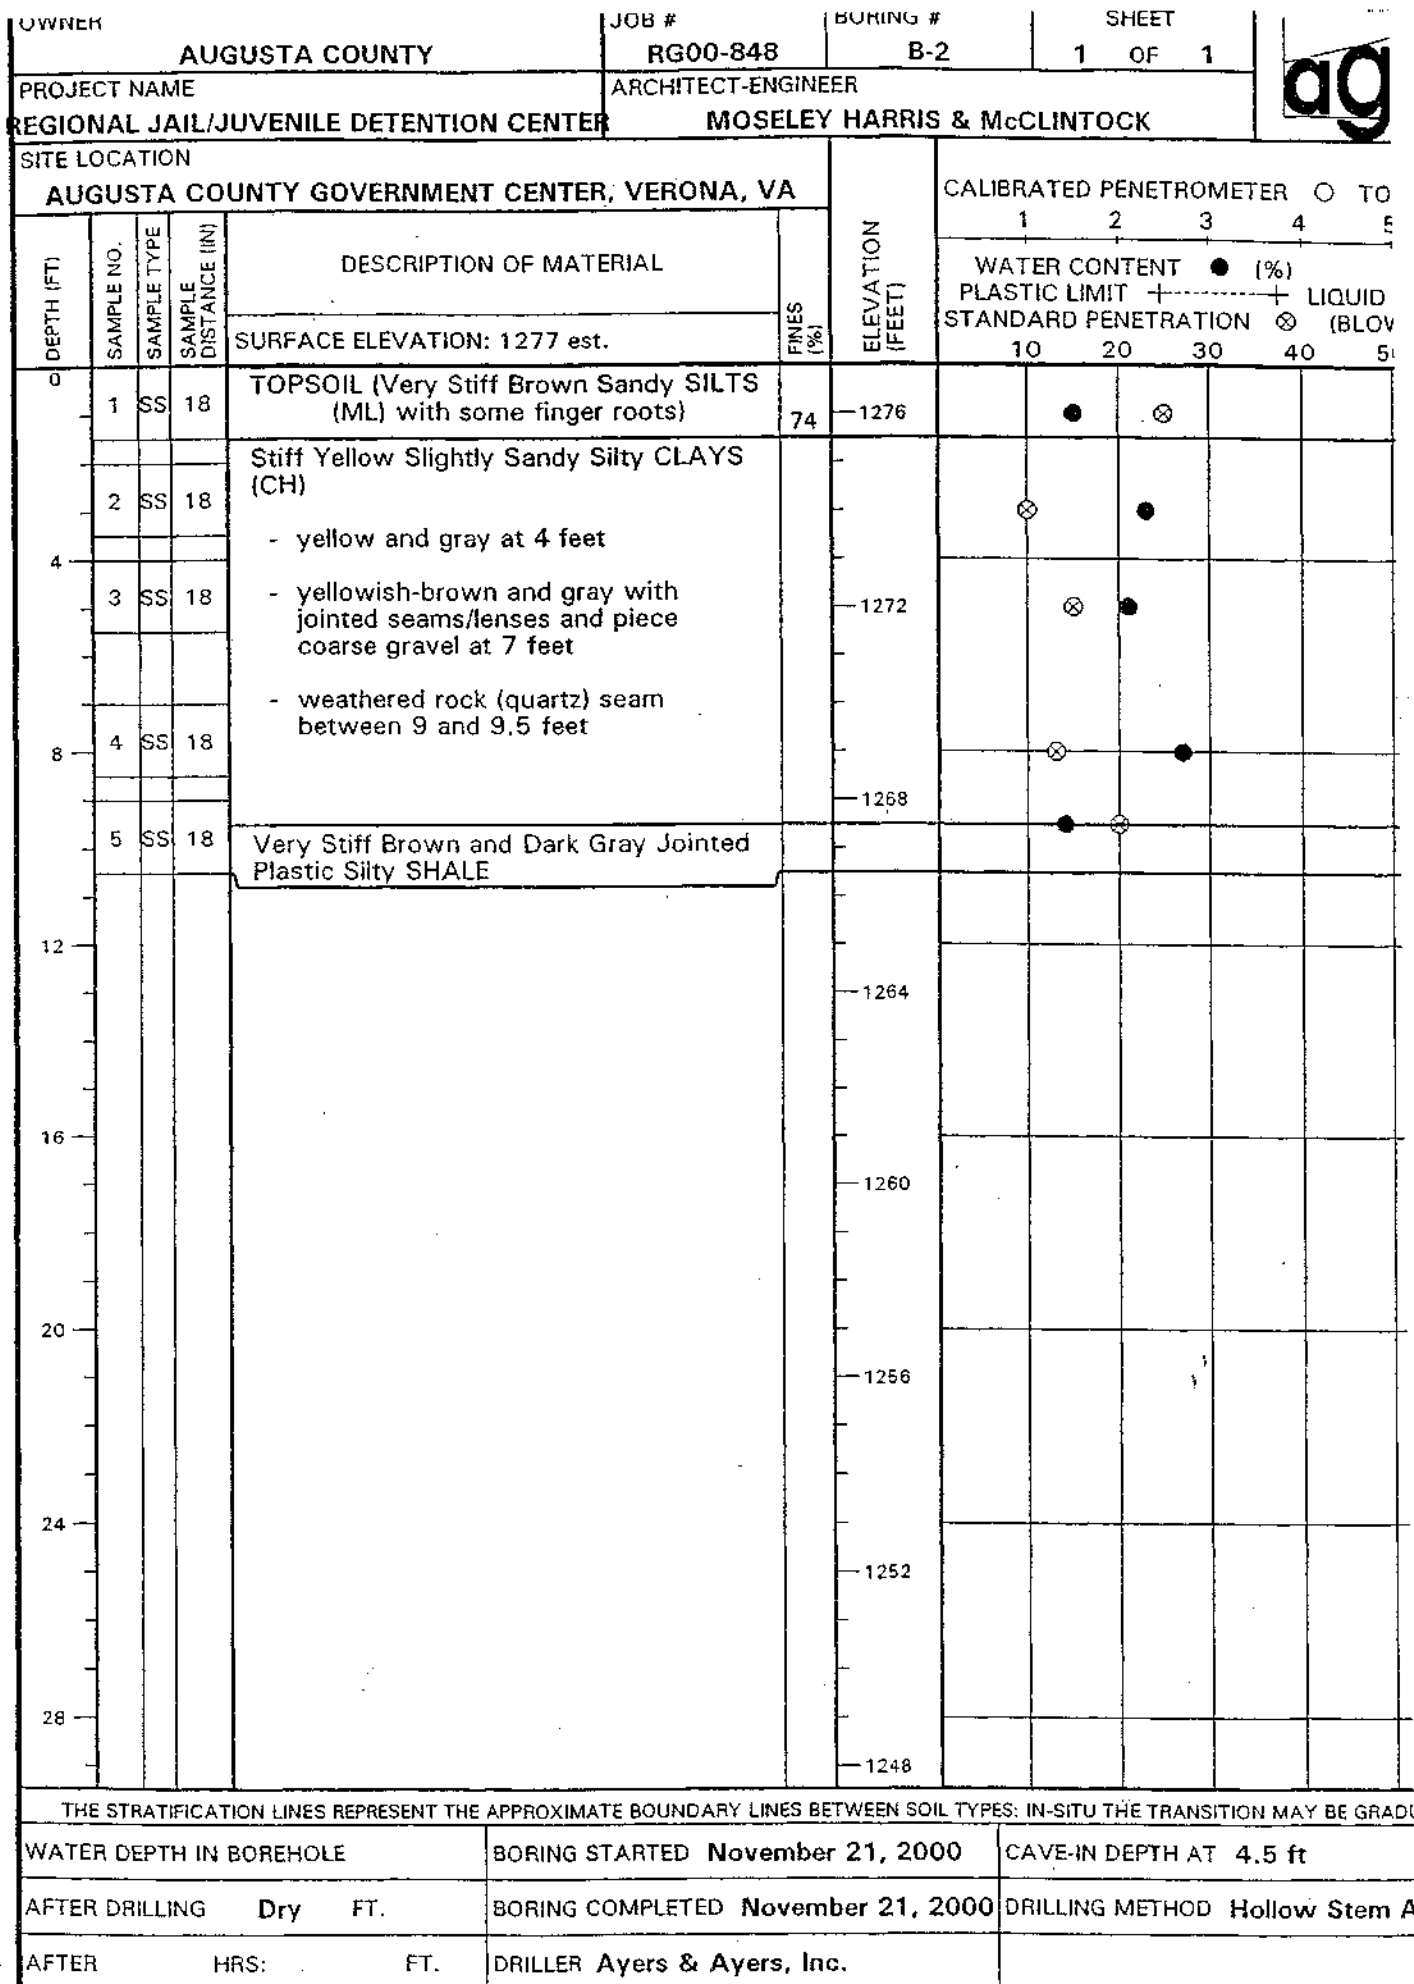 OWNER
AUGUSTA COUNTY
JOB #
RG00-848
BORING #
B-2
SHEET
1 OF 1
ag
PROJECT NAME
REGIONAL JAIL/JUVENILE DETENTION CENTER
ARCHITECT-ENGINEER
MOSELEY HARRIS & McCLINTOCK
SITE LOCATION
AUGUSTA COUNTY GOVERNMENT CENTER, VERONA, VA
DEPTH (FT)
SAMPLE NO.
SAMPLE TYPE
SAMPLE
DISTANCE (IN)
DESCRIPTION OF MATERIAL
SURFACE ELEVATION: 1277 est.
FINES
(%)
ELEVATION
(FEET)
CALIBRATED PENETROMETER ○ TO
1 2 3 4 5
WATER CONTENT ● (%)
PLASTIC LIMIT +---------+ LIQUID
STANDARD PENETRATION ⊗ (BLOW
10 20 30 40
0
1 SS 18
TOPSOIL (Very Stiff Brown Sandy SILTS
(ML) with some finger roots)
74
1276
Stiff Yellow Slightly Sandy Silty CLAYS
(CH)
2 SS 18
- yellow and gray at 4 feet
4
3 SS 18
- yellowish-brown and gray with
jointed seams/lenses and piece
coarse gravel at 7 feet
1272
- weathered rock (quartz) seam
between 9 and 9.5 feet
4 SS 18
8
1268
5 SS 18
Very Stiff Brown and Dark Gray Jointed
Plastic Silty SHALE
12
1264
16
1260
20
1256
24
1252
28
1248
THE STRATIFICATION LINES REPRESENT THE APPROXIMATE BOUNDARY LINES BETWEEN SOIL TYPES: IN-SITU THE TRANSITION MAY BE GRADU
WATER DEPTH IN BOREHOLE
BORING STARTED November 21, 2000
CAVE-IN DEPTH AT 4.5 ft
AFTER DRILLING Dry FT.
BORING COMPLETED November 21, 2000
DRILLING METHOD Hollow Stem A
AFTER HRS: FT.
DRILLER Ayers & Ayers, Inc.